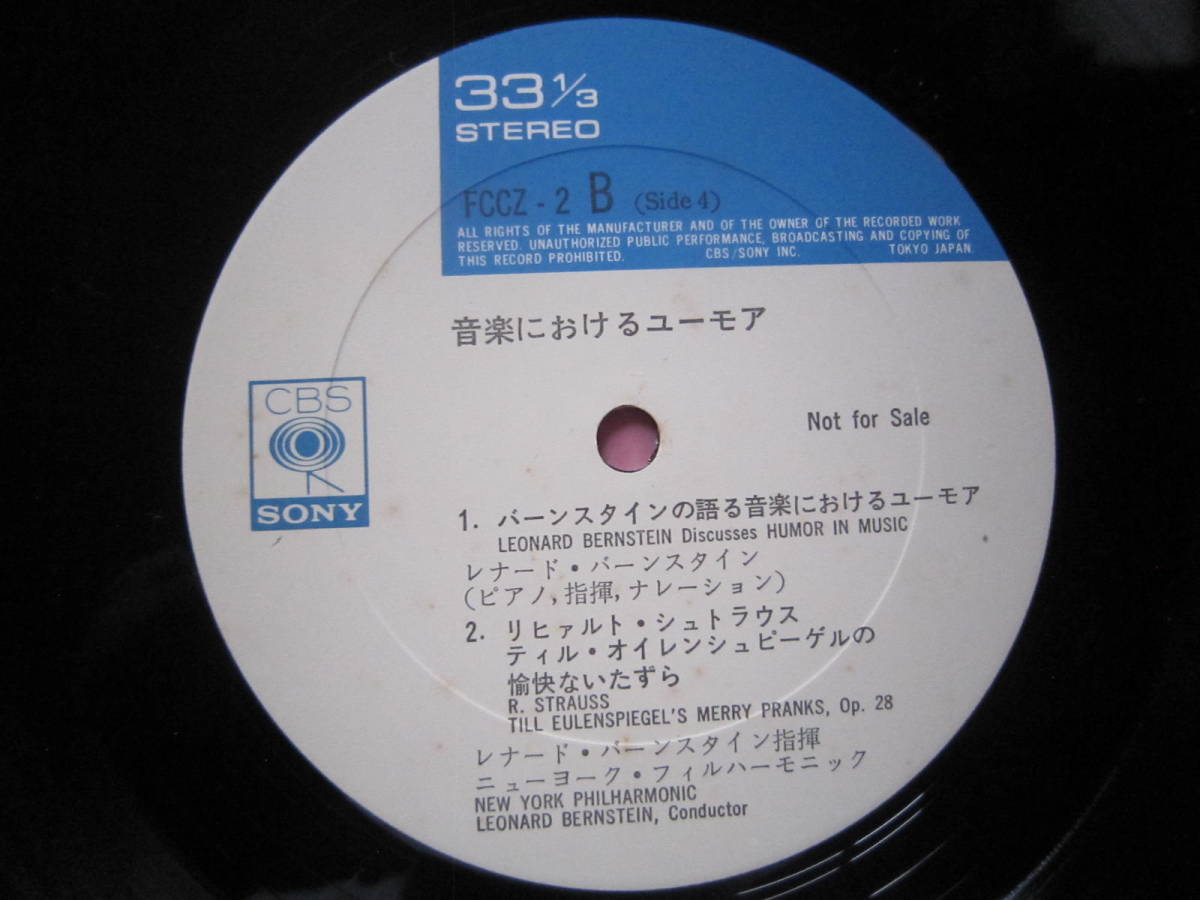 33 1/3
STEREO
FCCZ - 2 B (Side 4)
ALL RIGHTS OF THE MANUFACTURER AND OF THE OWNER OF THE RECORDED WORK
RESERVED. UNAUTHORIZED PUBLIC PERFORMANCE, BROADCASTING AND COPYING OF
THIS RECORD PROHIBITED. CBS/SONY INC. TOKYO JAPAN.
音楽におけるユーモア
CBS
SONY
Not for Sale
1. バーンスタインの語る音楽におけるユーモア
LEONARD BERNSTEIN Discusses HUMOR IN MUSIC
レナード・バーンスタイン
(ピアノ,指揮,ナレーション)
2. リヒァルト・シュトラウス
ティル・オイレンシュピーゲルの
愉快ないたずら
R. STRAUSS
TILL EULENSPIEGEL'S MERRY PRANKS, Op. 28
レナード・バーンスタイン指揮
ニューヨーク・フィルハーモニック
NEW YORK PHILHARMONIC
LEONARD BERNSTEIN, Conductor